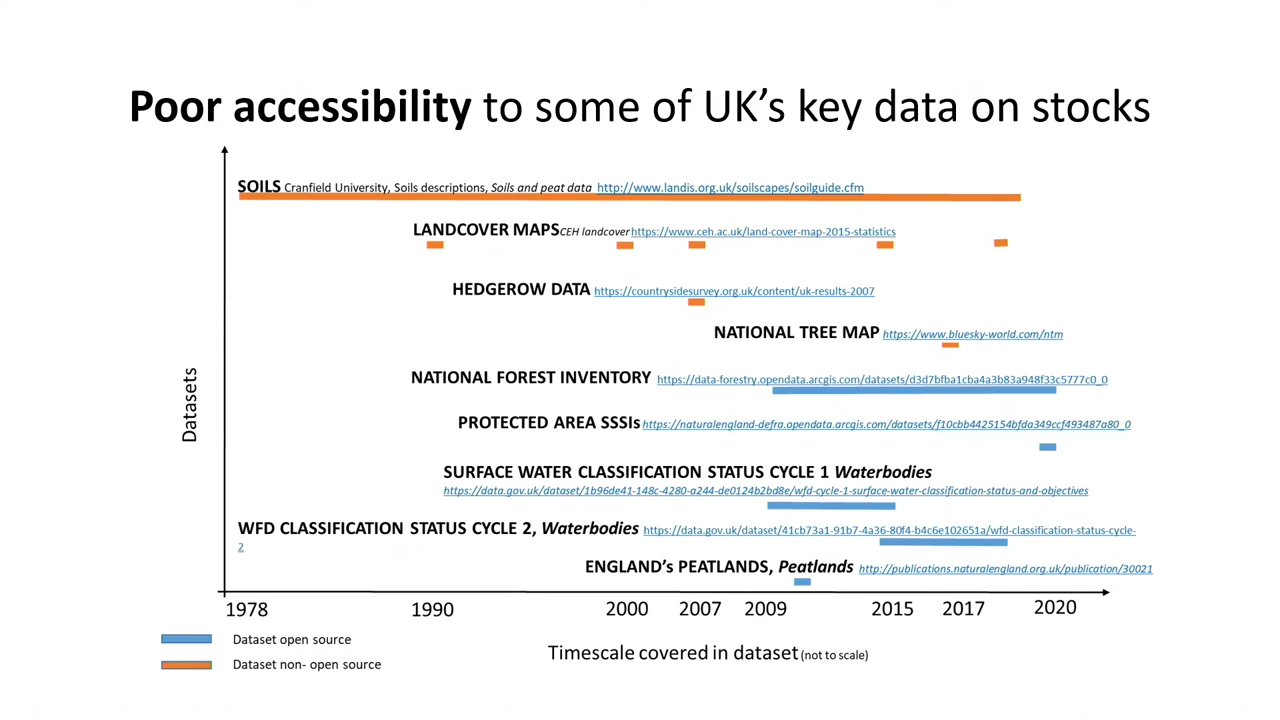 Poor accessibility to some of UK's key data on stocks
SOILS Cranfield University, Soils descriptions, Soils and peat data http://www.landis.org.uk/soilscapes/soilguide.cfm
LANDCOVER MAPS CEH landcover https://www.ceh.ac.uk/land-cover-map-2015-statistics
HEDGEROW DATA https://countrysidesurvey.org.uk/content/uk-results-2007
NATIONAL TREE MAP https://www.bluesky-world.com/ntm
NATIONAL FOREST INVENTORY https://data-forestry.opendata.arcgis.com/datasets/d3d7bfba1cba4a3b83a948f33c5777c0_0
PROTECTED AREA SSSIs https://naturalengland-defra.opendata.arcgis.com/datasets/f10cbb4425154bfda349ccf493487a80_0
SURFACE WATER CLASSIFICATION STATUS CYCLE 1 Waterbodies
https://data.gov.uk/dataset/1b96de41-148c-4280-a244-de0124b2bd8e/wfd-cycle-1-surface-water-classification-status-and-objectives
WFD CLASSIFICATION STATUS CYCLE 2, Waterbodies https://data.gov.uk/dataset/41cb73a1-91b7-4a36-80f4-b4c6e102651a/wfd-classification-status-cycle-
2
ENGLAND's PEATLANDS, Peatlands http://publications.naturalengland.org.uk/publication/30021
Datasets
1978 1990 2000 2007 2009 2015 2017 2020
Timescale covered in dataset (not to scale)
Dataset open source
Dataset non- open source